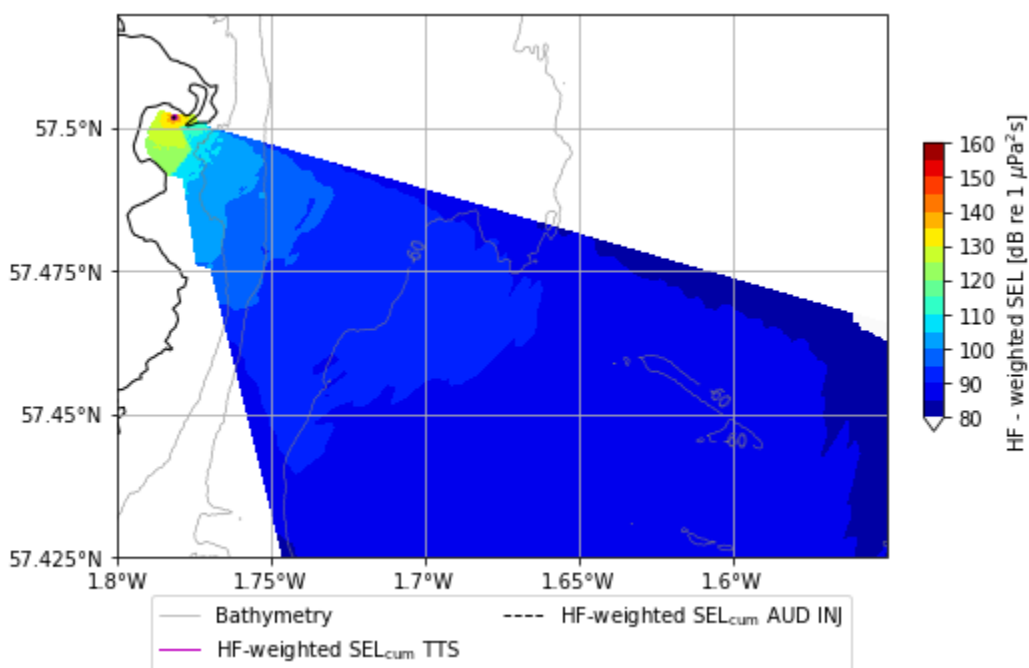 57.5°N
57.475°N
57.45°N
57.425°N
1.8°W
1.75°W
1.7°W
1.65°W
1.6°W
60
60
60
160
150
140
130
120
110
100
90
80
HF - weighted SEL [dB re 1 μPa²s]
Bathymetry
HF-weighted SELcum TTS
HF-weighted SELcum AUD INJ